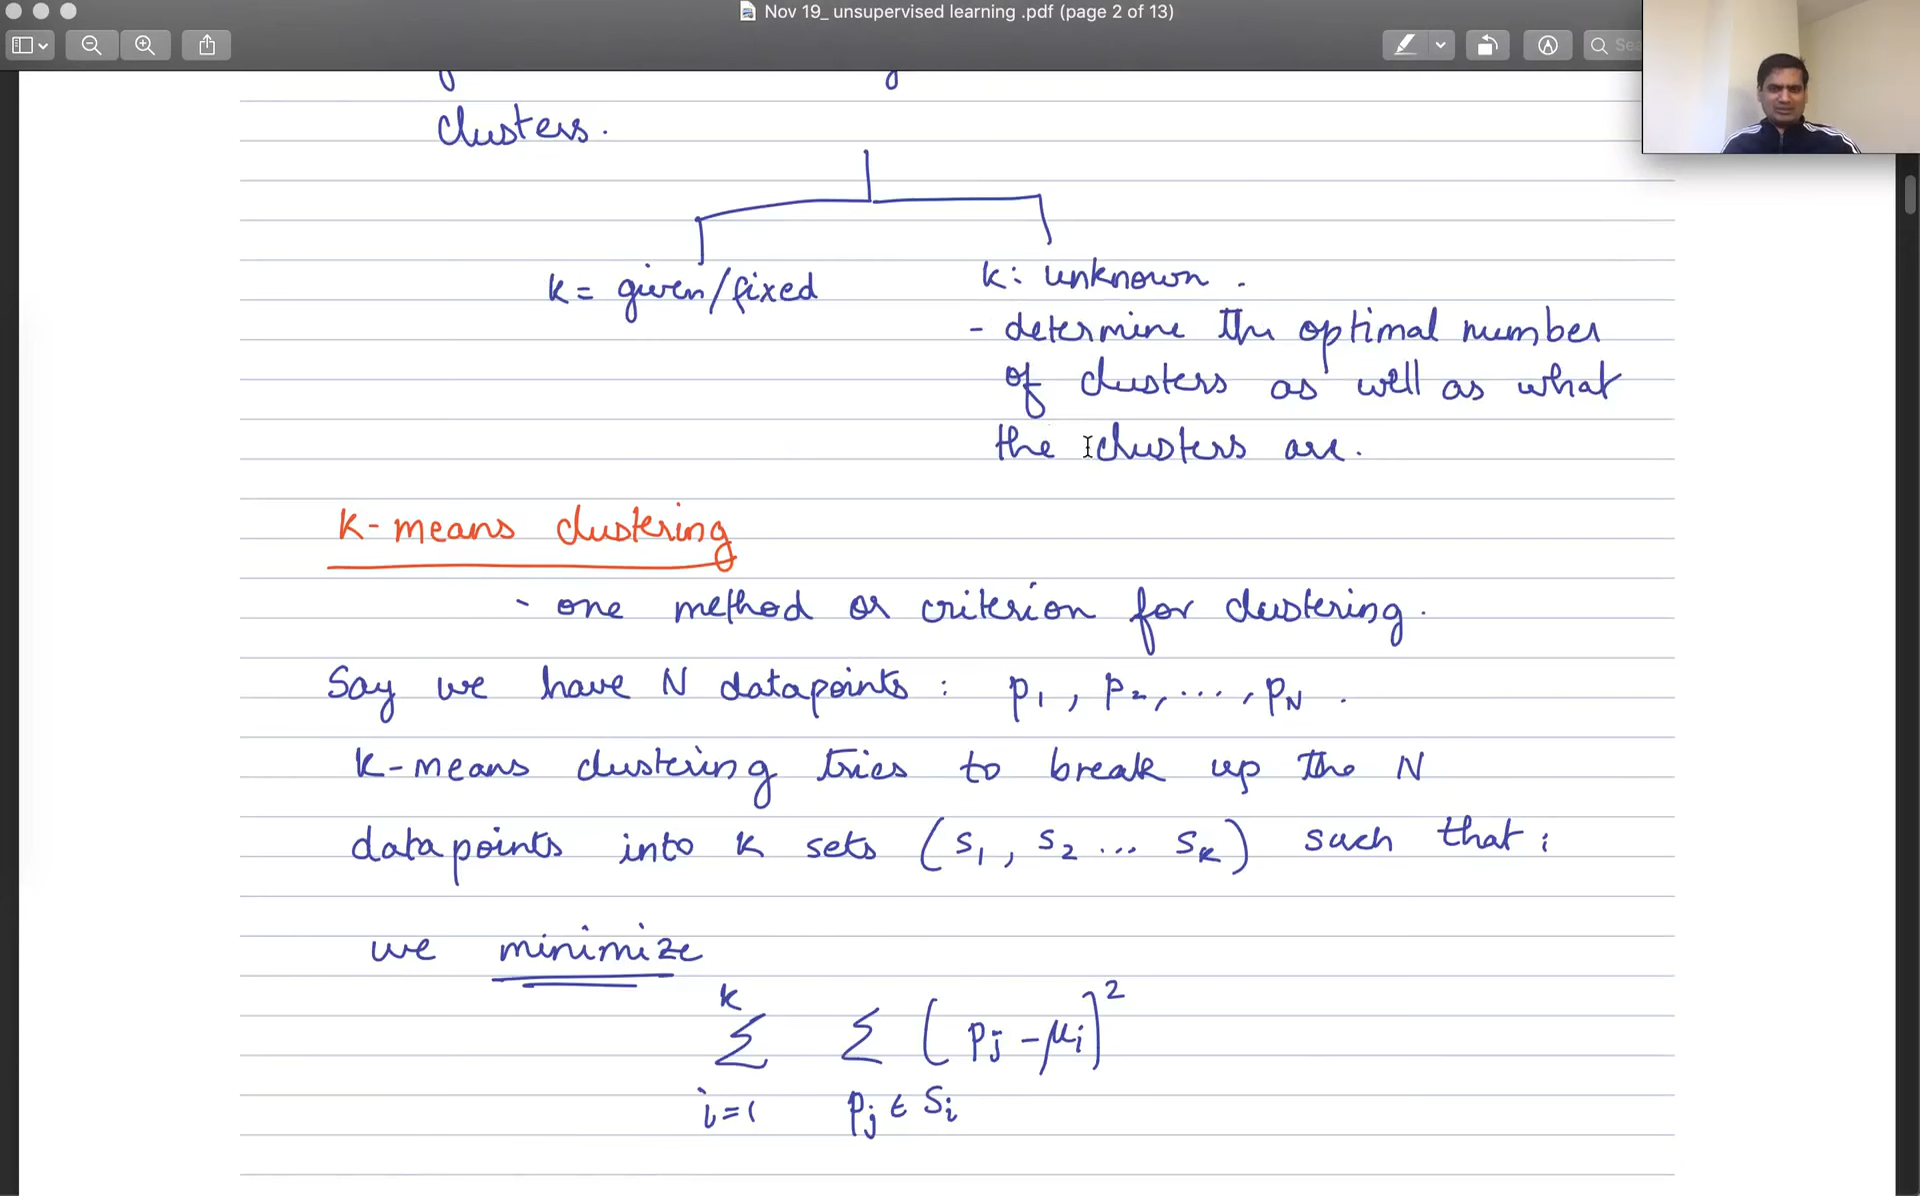 Nov 19_ unsupervised learning .pdf (page 2 of 13)
Sea
clusters.
k = given/fixed
k: unknown.
- determine the optimal number
of clusters as well as what
the clusters are.
k-means clustering
- one method or criterion for clustering.
Say we have N datapoints : p₁, p₂, ..., p_N.
k-means clustering tries to break up the N
datapoints into k sets (S₁, S₂ ... Sₖ) such that :
we minimize
k
Σ Σ (pⱼ - μᵢ)²
i=1 pⱼ ∈ Sᵢ